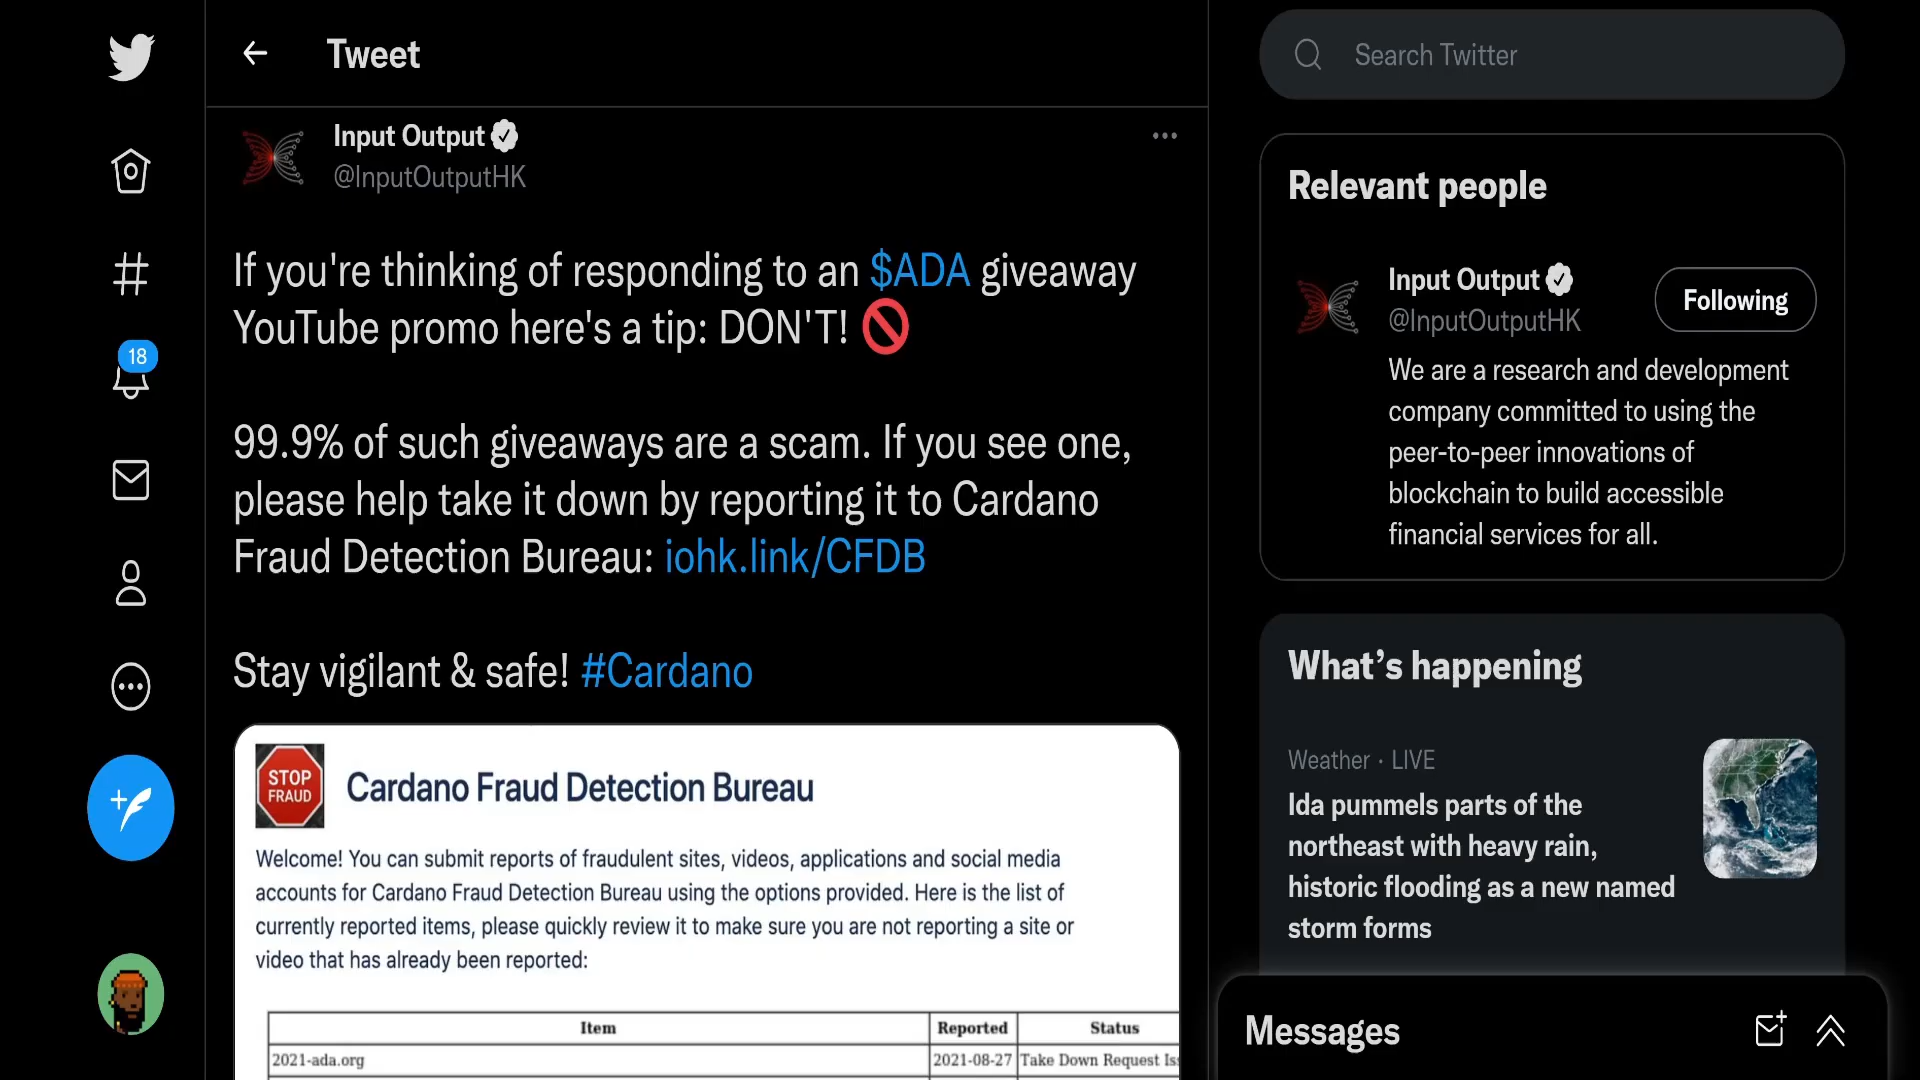 Tweet
Search Twitter
Input Output
@InputOutputHK
If you're thinking of responding to an $ADA giveaway
YouTube promo here's a tip: DON'T!
99.9% of such giveaways are a scam. If you see one,
please help take it down by reporting it to Cardano
Fraud Detection Bureau: iohk.link/CFDB
Stay vigilant & safe! #Cardano
STOP
FRAUD
Cardano Fraud Detection Bureau
Welcome! You can submit reports of fraudulent sites, videos, applications and social media
accounts for Cardano Fraud Detection Bureau using the options provided. Here is the list of
currently reported items, please quickly review it to make sure you are not reporting a site or
video that has already been reported:
Item Reported Status
2021-ada.org 2021-08-27 Take Down Request
18
Relevant people
Input Output
@InputOutputHK
Following
We are a research and development
company committed to using the
peer-to-peer innovations of
blockchain to build accessible
financial services for all.
What's happening
Weather · LIVE
Ida pummels parts of the
northeast with heavy rain,
historic flooding as a new named
storm forms
Messages